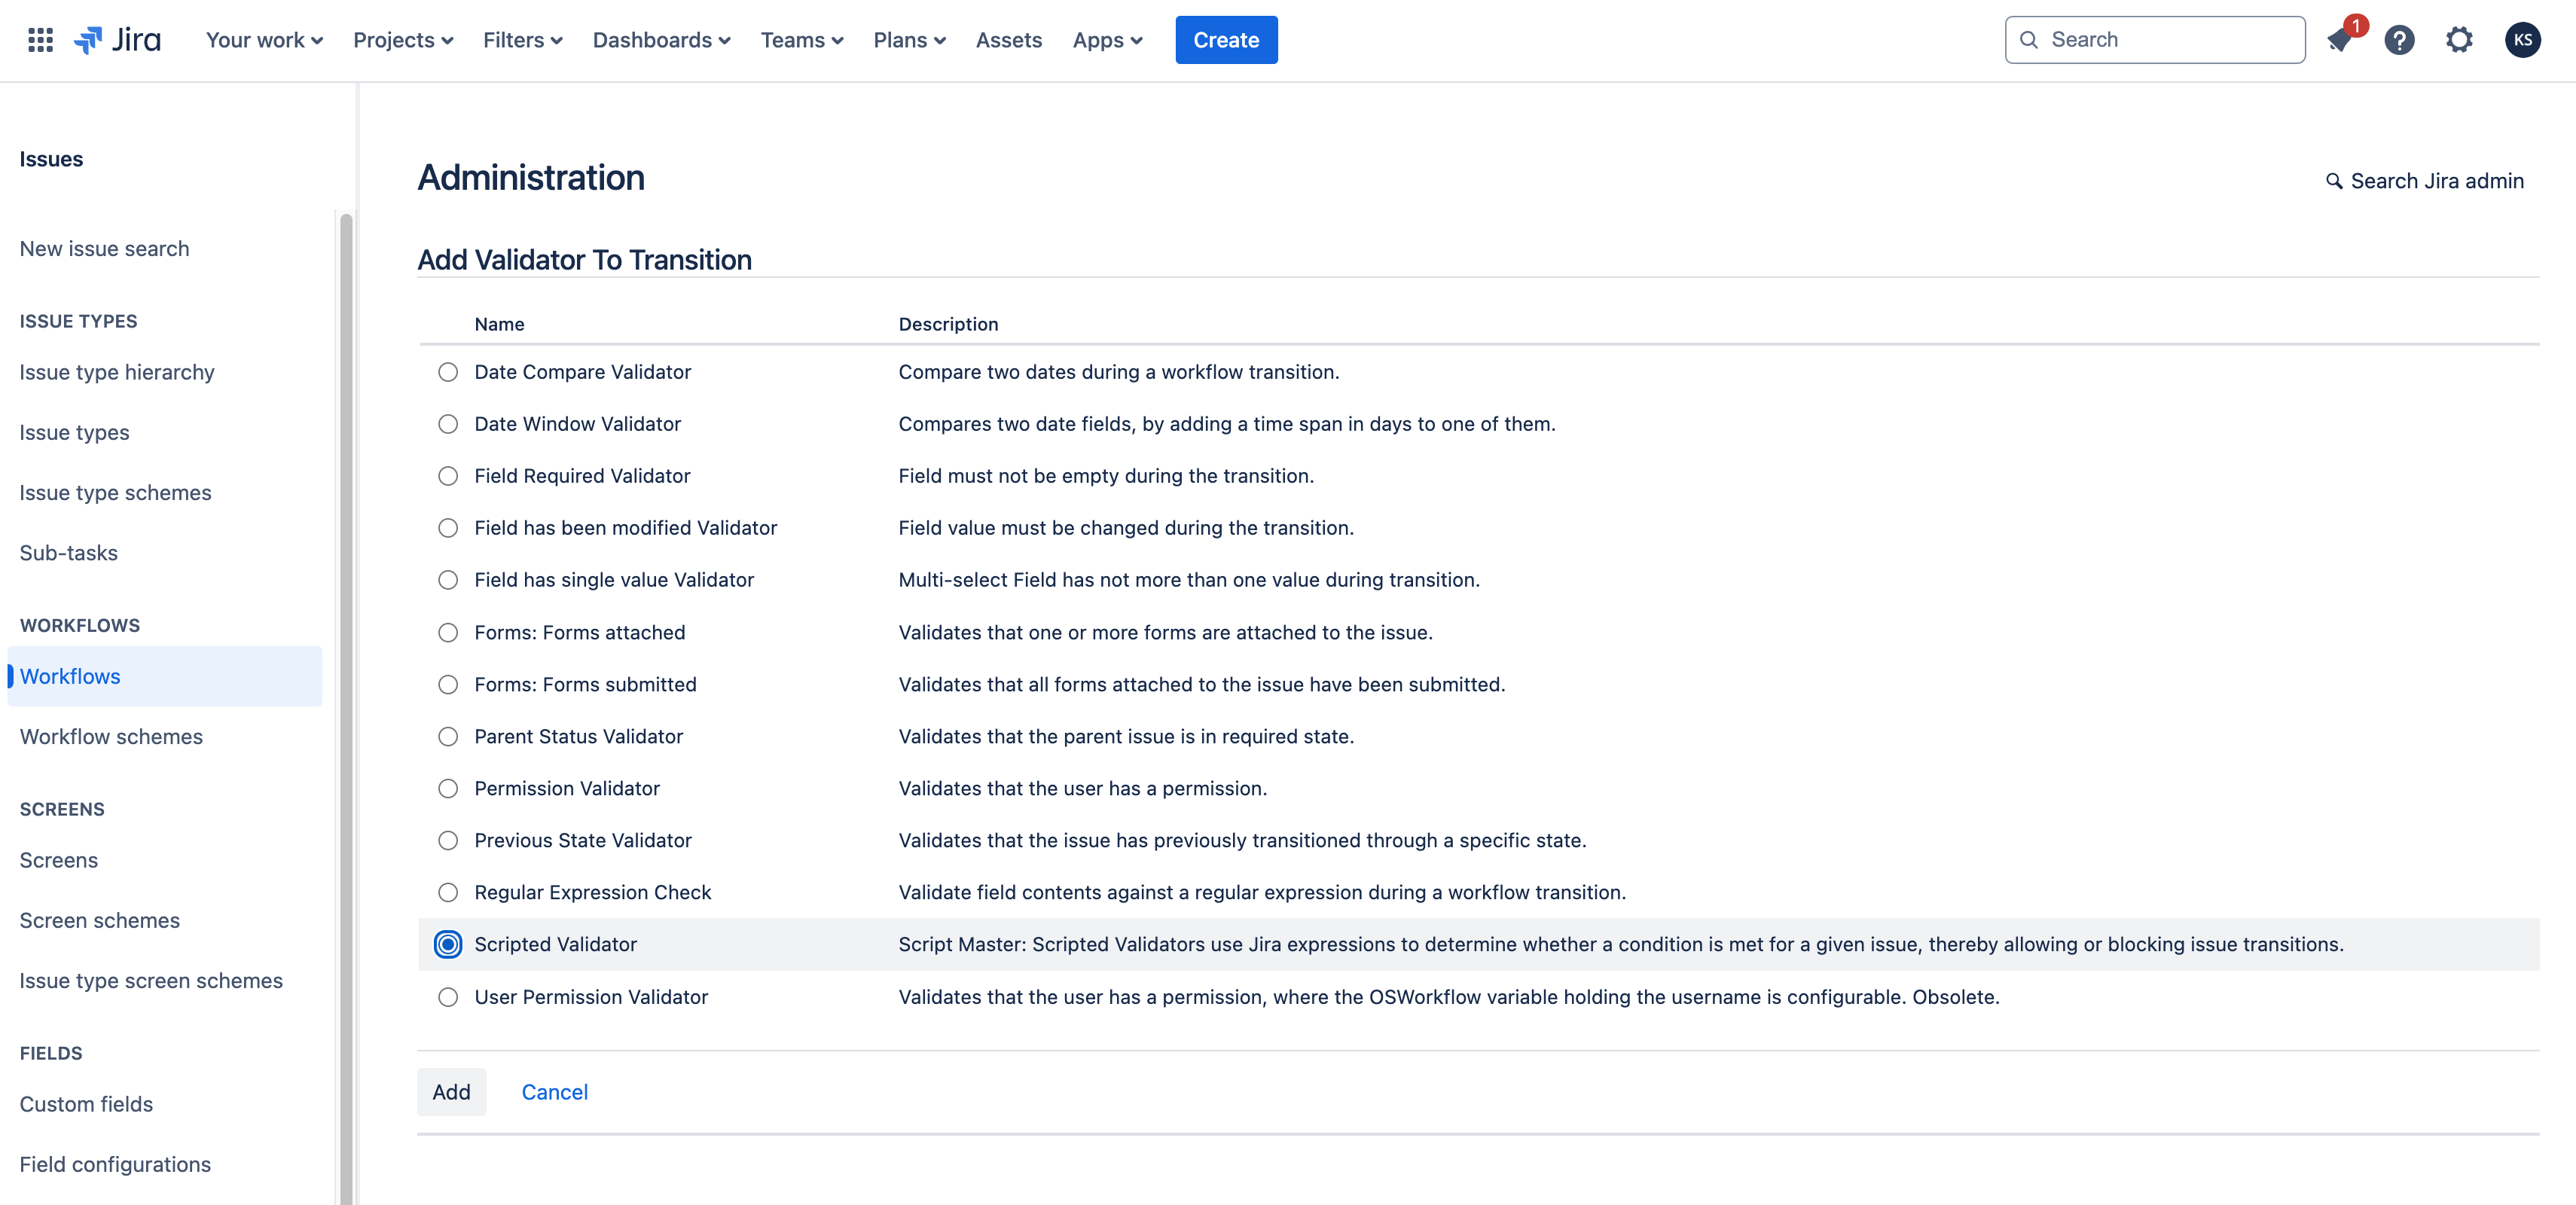 Jira Your work Projects Filters Dashboards Teams Plans Assets Apps Create Search 1 ? KS
Issues
New issue search
ISSUE TYPES
Issue type hierarchy
Issue types
Issue type schemes
Sub-tasks
WORKFLOWS
Workflows
Workflow schemes
SCREENS
Screens
Screen schemes
Issue type screen schemes
FIELDS
Custom fields
Field configurations
Administration
Search Jira admin
Add Validator To Transition
Name Description
Date Compare Validator Compare two dates during a workflow transition.
Date Window Validator Compares two date fields, by adding a time span in days to one of them.
Field Required Validator Field must not be empty during the transition.
Field has been modified Validator Field value must be changed during the transition.
Field has single value Validator Multi-select Field has not more than one value during transition.
Forms: Forms attached Validates that one or more forms are attached to the issue.
Forms: Forms submitted Validates that all forms attached to the issue have been submitted.
Parent Status Validator Validates that the parent issue is in required state.
Permission Validator Validates that the user has a permission.
Previous State Validator Validates that the issue has previously transitioned through a specific state.
Regular Expression Check Validate field contents against a regular expression during a workflow transition.
Scripted Validator Script Master: Scripted Validators use Jira expressions to determine whether a condition is met for a given issue, thereby allowing or blocking issue transitions.
User Permission Validator Validates that the user has a permission, where the OSWorkflow variable holding the username is configurable. Obsolete.
Add Cancel